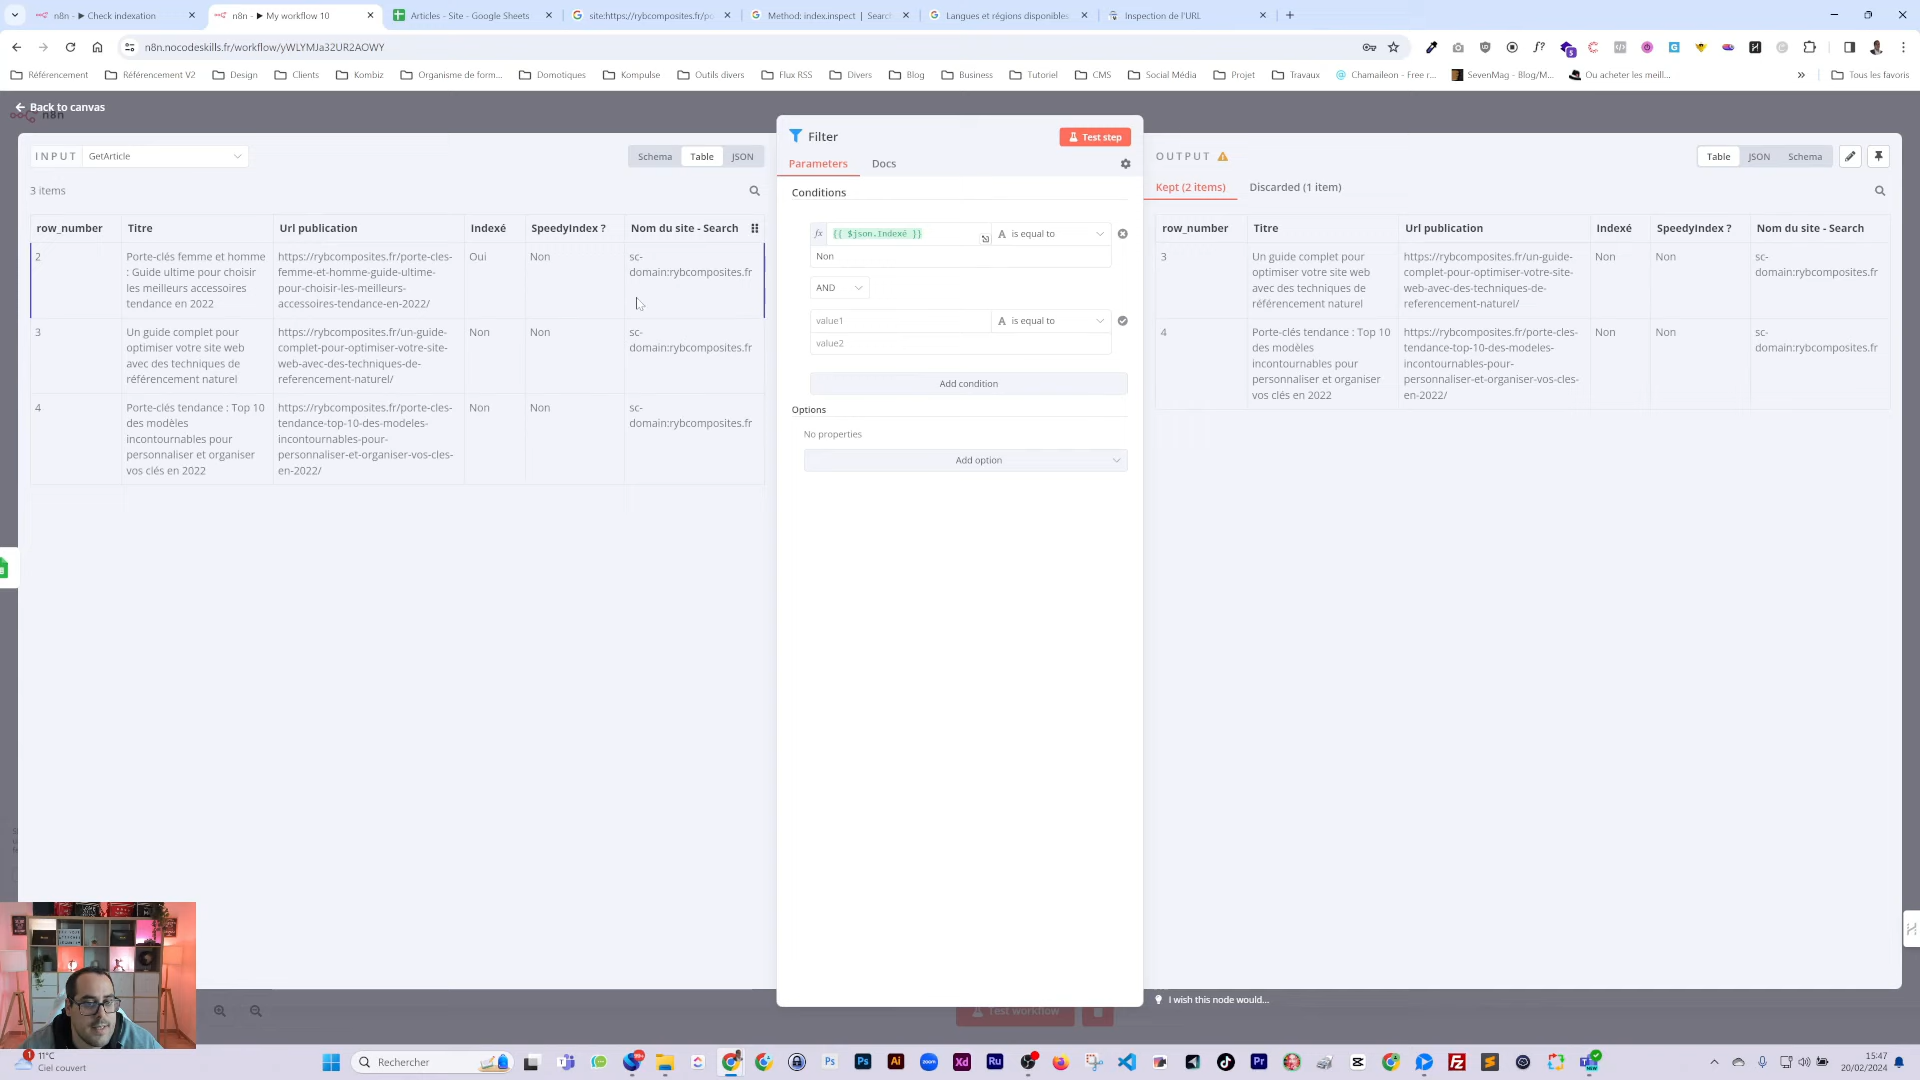 n8n - ▶ Check indexation
n8n - ▶ My workflow 10
Articles - Site - Google Sheets
site:https://rybcomposites.fr/po
Method: index.inspect | Searc
Langues et régions disponibles
Inspection de l'URL
n8n.nocodeskills.fr/workflow/yWLYMJa32UR2AOWY
Référencement
Référencement V2
Design
Clients
Kombiz
Organisme de form...
Domotiques
Kompulse
Outils divers
Flux RSS
Divers
Blog
Business
Tutoriel
CMS
Social Média
Projet
Travaux
Chamaileon - Free r...
SevenMag - Blog/M...
Ou acheter les meill...
Tous les favoris
Back to canvas
n8n
INPUT
GetArticle
Schema
Table
JSON
3 items
row_number
Titre
Url publication
Indexé
SpeedyIndex ?
Nom du site - Search
2
Porte-clés femme et homme
: Guide ultime pour choisir
les meilleurs accessoires
tendance en 2022
https://rybcomposites.fr/porte-cles-
femme-et-homme-guide-ultime-
pour-choisir-les-meilleurs-
accessoires-tendance-en-2022/
Oui
Non
sc-
domain:rybcomposites.fr
3
Un guide complet pour
optimiser votre site web
avec des techniques de
référencement naturel
https://rybcomposites.fr/un-guide-
complet-pour-optimiser-votre-site-
web-avec-des-techniques-de-
referencement-naturel/
Non
Non
sc-
domain:rybcomposites.fr
4
Porte-clés tendance : Top 10
des modèles
incontournables pour
personnaliser et organiser
vos clés en 2022
https://rybcomposites.fr/porte-cles-
tendance-top-10-des-modeles-
incontournables-pour-
personnaliser-et-organiser-vos-cles-
en-2022/
Non
Non
sc-
domain:rybcomposites.fr
Filter
Test step
Parameters
Docs
Conditions
fx
{{ $json.Indexé }}
A is equal to
Non
AND
value1
A is equal to
value2
Add condition
Options
No properties
Add option
OUTPUT
Table
JSON
Schema
Kept (2 items)
Discarded (1 item)
row_number
Titre
Url publication
Indexé
SpeedyIndex ?
Nom du site - Search
3
Un guide complet pour
optimiser votre site web
avec des techniques de
référencement naturel
https://rybcomposites.fr/un-guide-
complet-pour-optimiser-votre-site-
web-avec-des-techniques-de-
referencement-naturel/
Non
Non
sc-
domain:rybcomposites.fr
4
Porte-clés tendance : Top 10
des modèles
incontournables pour
personnaliser et organiser
vos clés en 2022
https://rybcomposites.fr/porte-cles-
tendance-top-10-des-modeles-
incontournables-pour-
personnaliser-et-organiser-vos-cles-
en-2022/
Non
Non
sc-
domain:rybcomposites.fr
I wish this node would...
Test workflow
1
11°C
Ciel couvert
Rechercher
15:47
20/02/2024